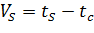 V_S = t_S − t_c